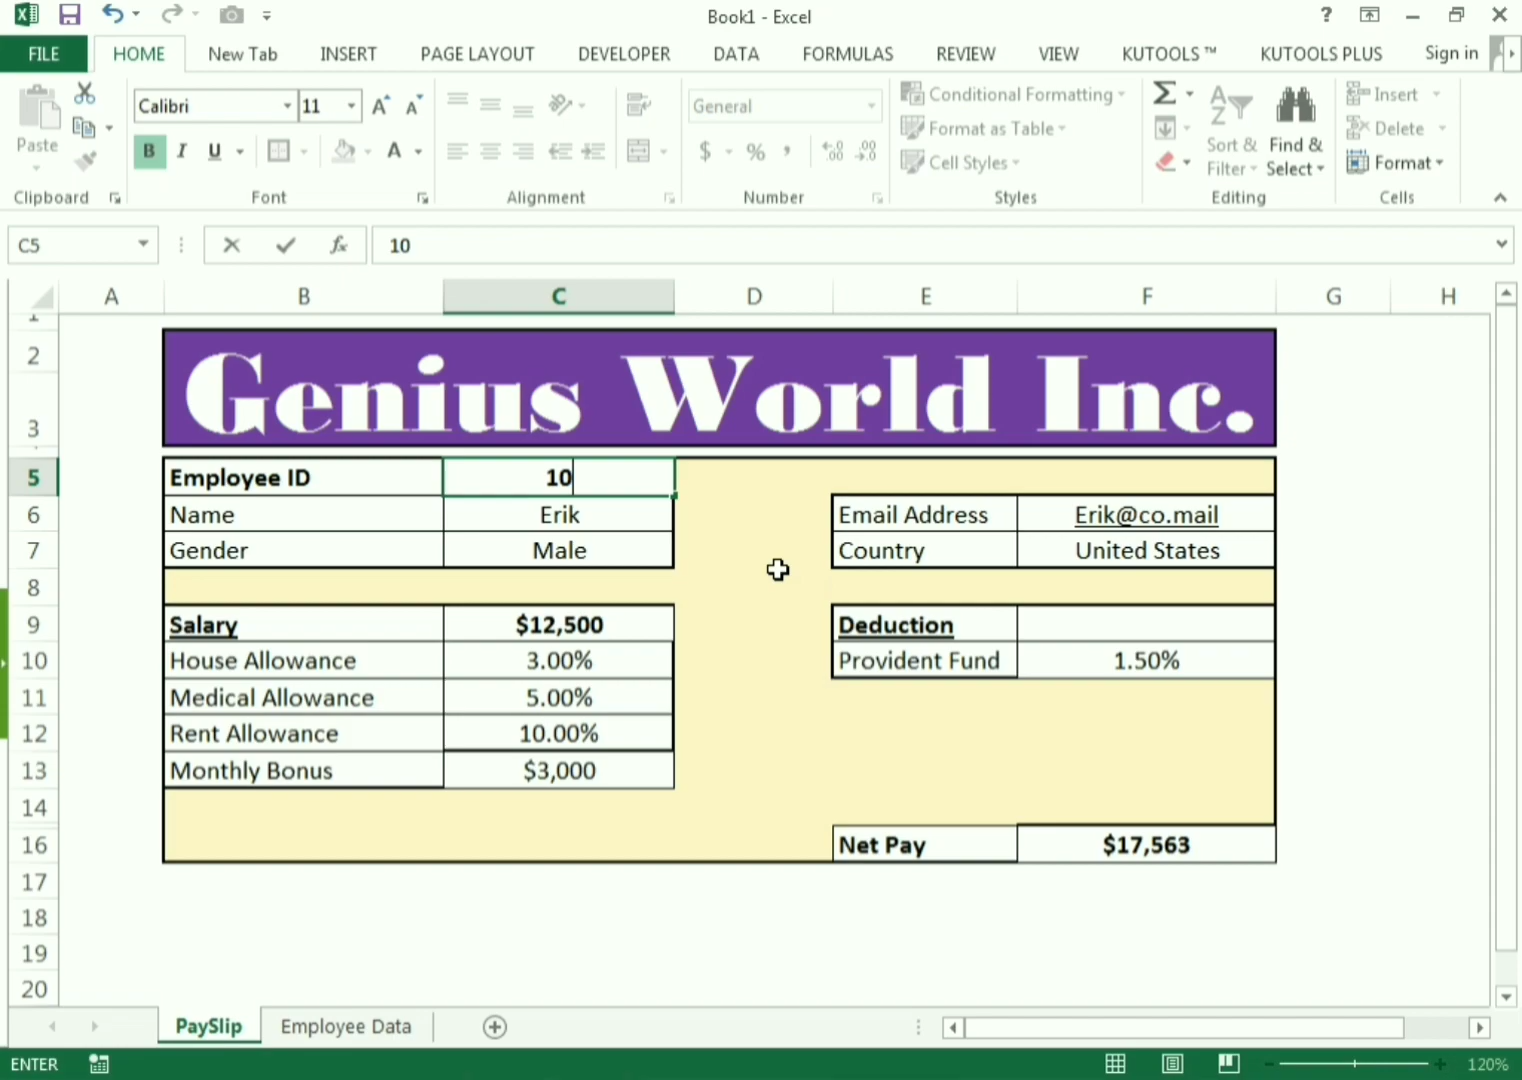 Book1 - Excel
?
FILE HOME New Tab INSERT PAGE LAYOUT DEVELOPER DATA FORMULAS REVIEW VIEW KUTOOLS ™ KUTOOLS PLUS Sign in
Paste
Calibri 11
B I U A
General
$ % ,
Conditional Formatting
Format as Table
Cell Styles
Sort & Filter
Find & Select
Insert
Delete
Format
Clipboard Font Alignment Number Styles Editing Cells
C5 fx 10
A B C D E F G H
1
2
3
Genius World Inc.
5 Employee ID 10
6 Name Erik Email Address Erik@co.mail
7 Gender Male Country United States
8
9 Salary $12,500 Deduction
10 House Allowance 3.00% Provident Fund 1.50%
11 Medical Allowance 5.00%
12 Rent Allowance 10.00%
13 Monthly Bonus $3,000
14
16 Net Pay $17,563
17
18
19
20
PaySlip Employee Data
ENTER 120%